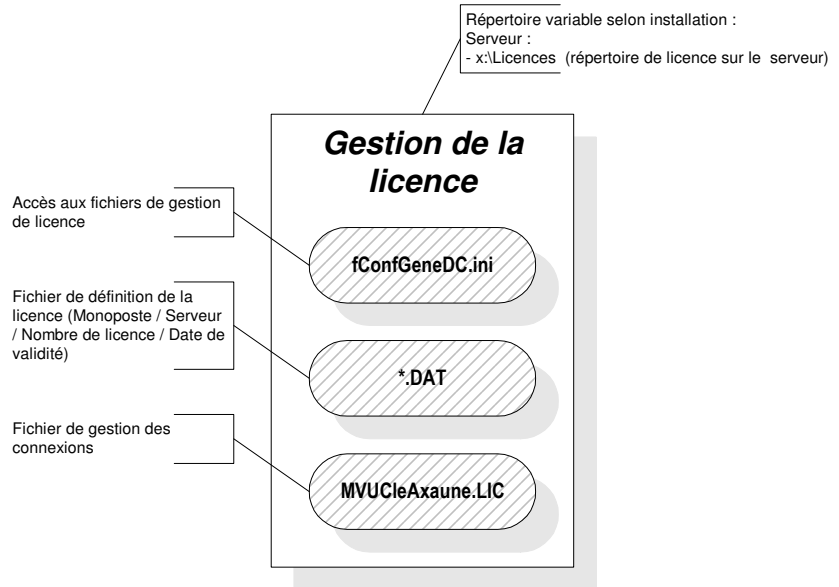 Répertoire variable selon installation :
Serveur :
- x:\Licences (répertoire de licence sur le serveur)
Gestion de la
licence
Accès aux fichiers de gestion
de licence
fConfGeneDC.ini
Fichier de définition de la
licence (Monoposte / Serveur
/ Nombre de licence / Date de
validité)
*.DAT
Fichier de gestion des
connexions
MVUCleAxaune.LIC